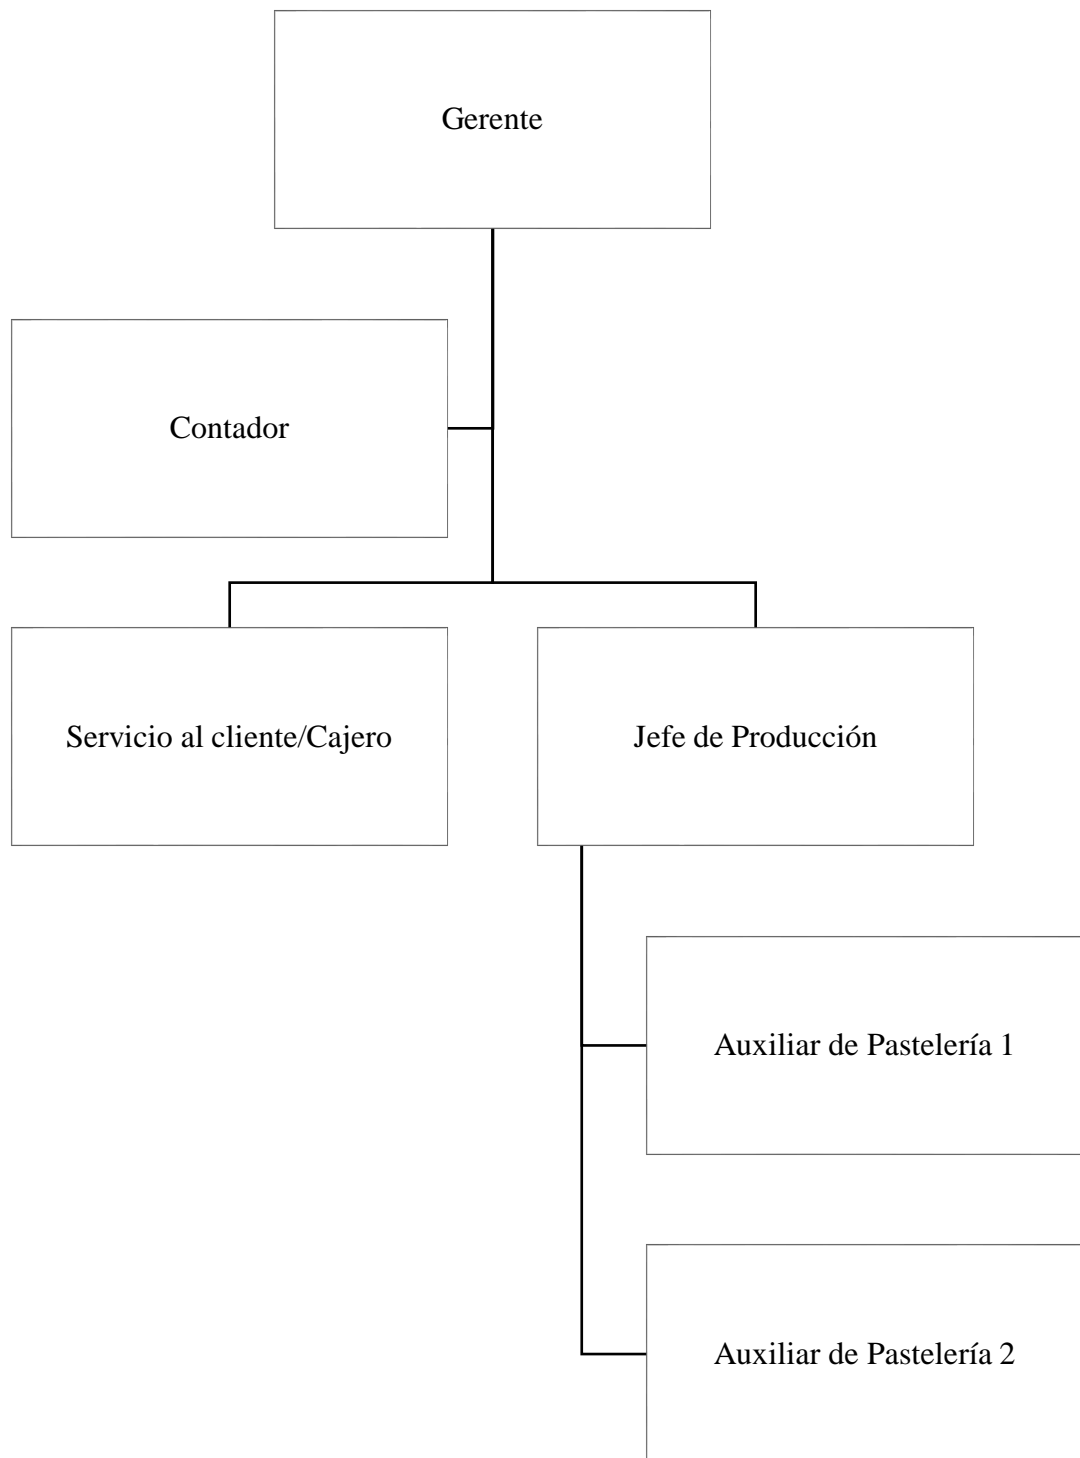 Gerente
Contador
Servicio al cliente/Cajero
Jefe de Producción
Auxiliar de Pastelería 1
Auxiliar de Pastelería 2